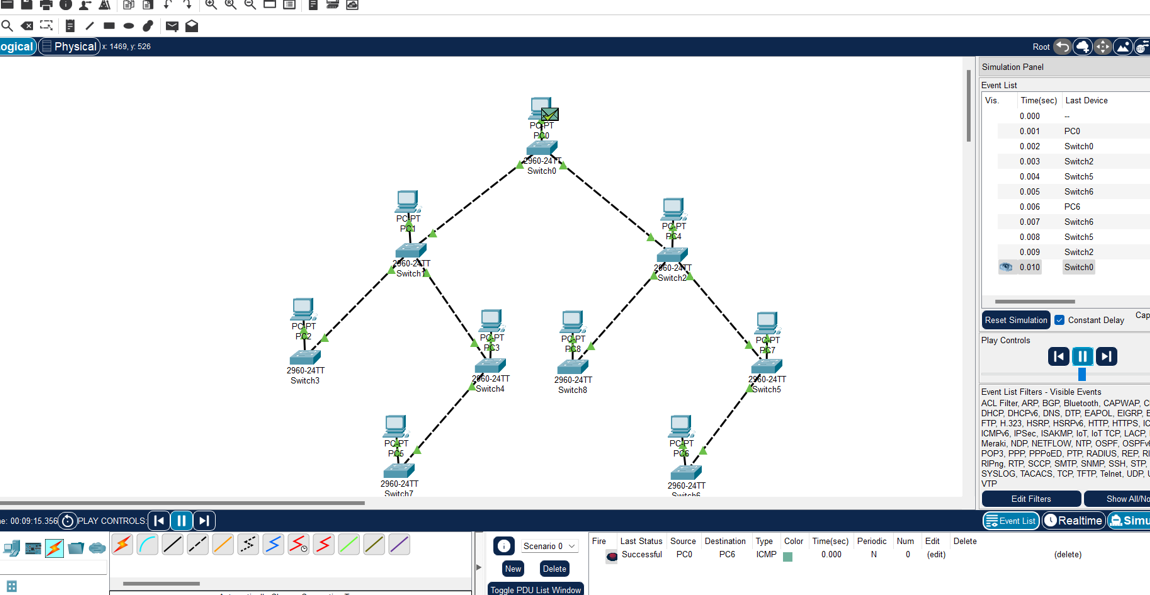 ogical Physical x: 1469, y: 526 Root
Simulation Panel
Event List
Vis. Time(sec) Last Device
0.000 --
0.001 PC0
0.002 Switch0
0.003 Switch2
0.004 Switch5
0.005 Switch6
0.006 PC6
0.007 Switch6
0.008 Switch5
0.009 Switch2
0.010 Switch0
Reset Simulation Constant Delay Cap
Play Controls
Event List Filters - Visible Events
ACL Filter, ARP, BGP, Bluetooth, CAPWAP, C
DHCP, DHCPv6, DNS, DTP, EAPOL, EIGRP, E
FTP, H.323, HSRP, HSRPv6, HTTP, HTTPS, IC
ICMPv6, IPSec, ISAKMP, IoT, IoT TCP, LACP,
Meraki, NDP, NETFLOW, NTP, OSPF, OSPFv
POP3, PPP, PPPoED, PTP, RADIUS, REP, RI
RIPng, RTP, SCCP, SMTP, SNMP, SSH, STP,
SYSLOG, TACACS, TCP, TFTP, Telnet, UDP,
VTP
Edit Filters Show All/No
PC-PT
PC0
2960-24TT
Switch0
PC-PT
PC1
2960-24TT
Switch1
PC-PT
PC4
2960-24TT
Switch2
PC-PT
PC2
2960-24TT
Switch3
PC-PT
PC3
2960-24TT
Switch4
PC-PT
PC8
2960-24TT
Switch8
PC-PT
PC7
2960-24TT
Switch5
PC-PT
PC5
2960-24TT
Switch7
PC-PT
PC6
2960-24TT
Switch6
e: 00:09:15.356 PLAY CONTROLS: Event List Realtime Simu
Scenario 0
New Delete
Toggle PDU List Window
Fire Last Status Source Destination Type Color Time(sec) Periodic Num Edit Delete
Successful PC0 PC6 ICMP 0.000 N 0 (edit) (delete)